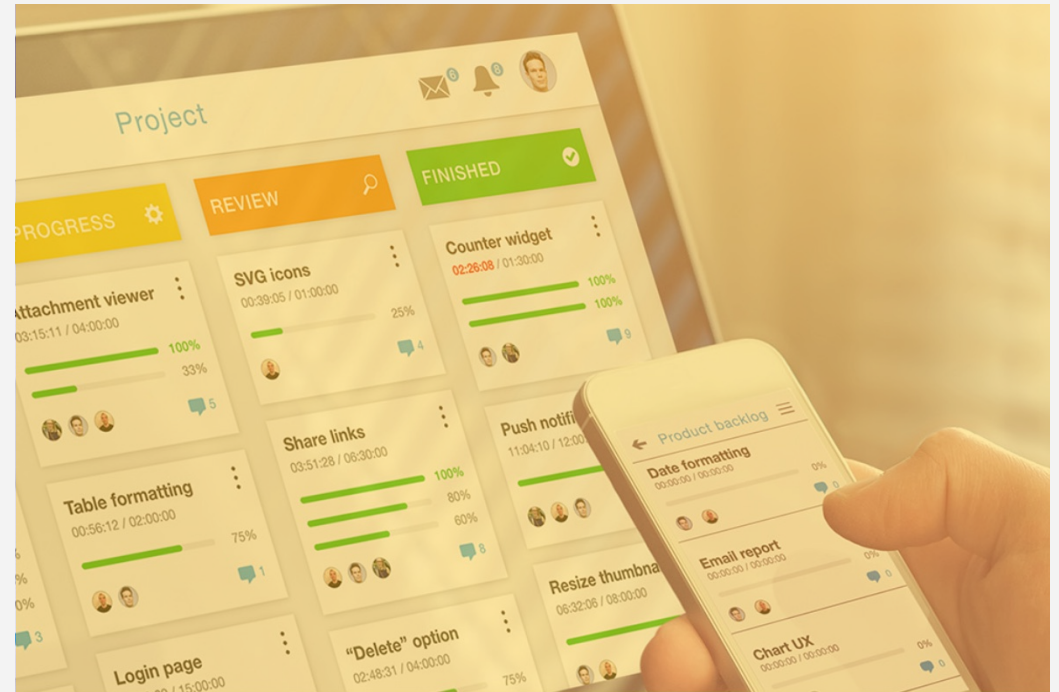 Project
6
8
PROGRESS
Attachment viewer
03:15:11 / 04:00:00
100%
33%
5
Table formatting
00:56:12 / 02:00:00
75%
1
Login page
/ 15:00:00
3
REVIEW
SVG icons
00:39:05 / 01:00:00
25%
4
Share links
03:51:28 / 06:30:00
100%
80%
60%
8
“Delete” option
02:48:31 / 04:00:00
75%
FINISHED
Counter widget
02:26:08 / 01:30:00
100%
100%
9
Push notifi
11:04:10 / 12:00
Resize thumbna
06:32:06 / 08:00:00
Product backlog
Date formatting
00:00:00 / 00:00:00
0%
0
Email report
00:00:00 / 00:00:00
0%
0
Chart UX
00:00:00 / 00:00:00
0%
0